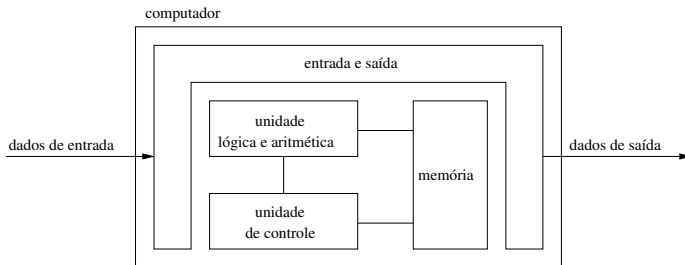 computador
entrada e saída
unidade
lógica e aritmética
dados de entrada
dados de saída
memória
unidade
de controle